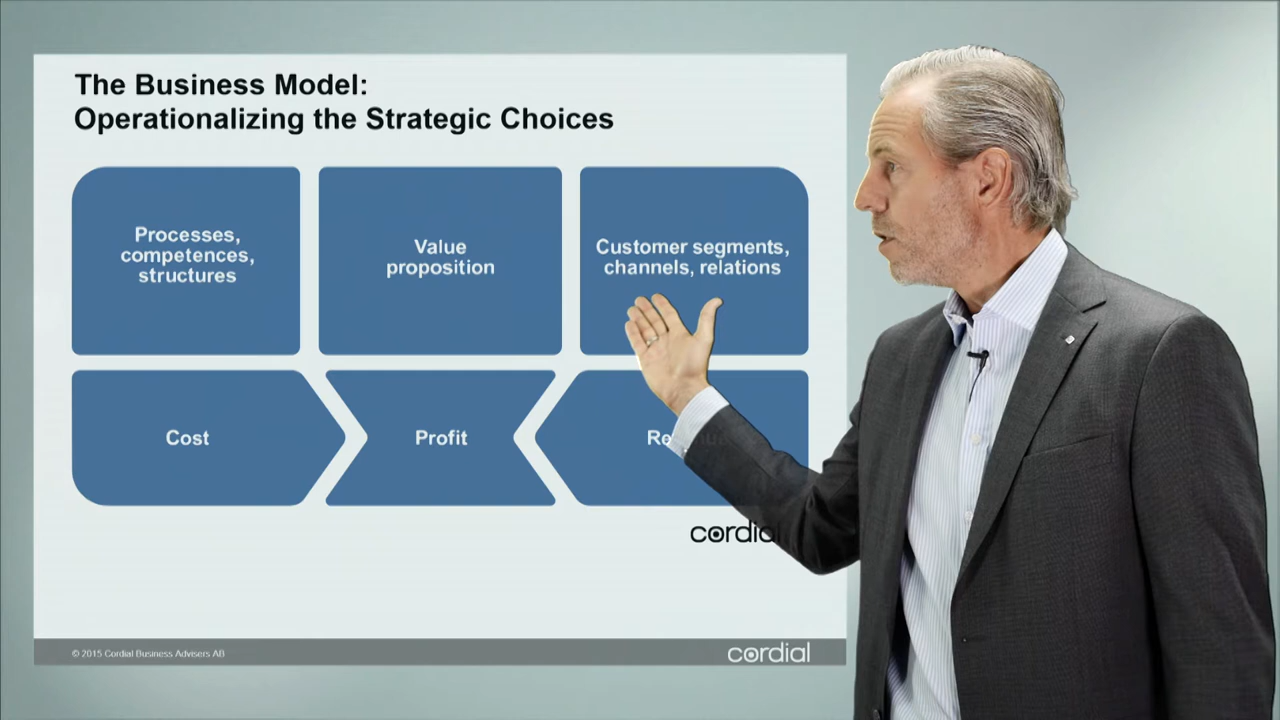 The Business Model:
Operationalizing the Strategic Choices
Processes,
competences,
structures
Value
proposition
Customer segments,
channels, relations
Cost
Profit
cordial
© 2015 Cordial Business Advisers AB
cordial